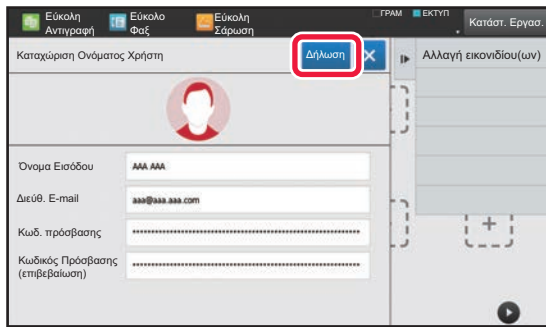 Εύκολη
Αντιγραφή
Εύκολο
Φαξ
Εύκολη
Σάρωση
ΓΡΑΜ
ΕΚΤΥΠ
Κατάστ. Εργασ.
Καταχώριση Ονόματος Χρήστη
Δήλωση
Αλλαγή εικονιδίου(ων)
Όνομα Εισόδου
AAA AAA
Διεύθ. E-mail
aaa@aaa.aaa.com
Κωδ. πρόσβασης
Κωδικός Πρόσβασης
(επιβεβαίωση)